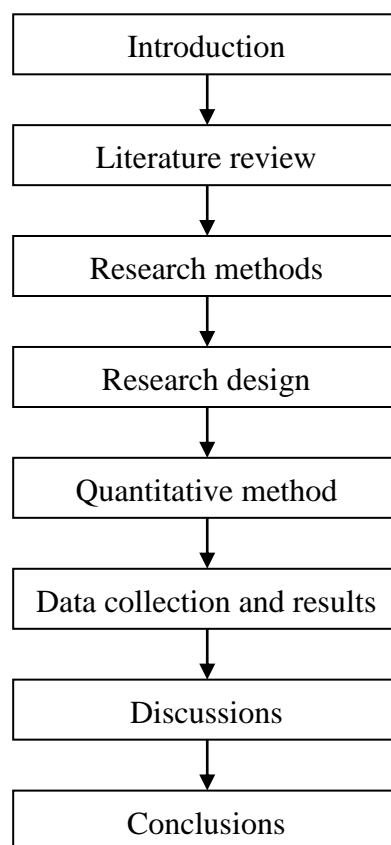 Introduction
Literature review
Research methods
Research design
Quantitative method
Data collection and results
Discussions
Conclusions